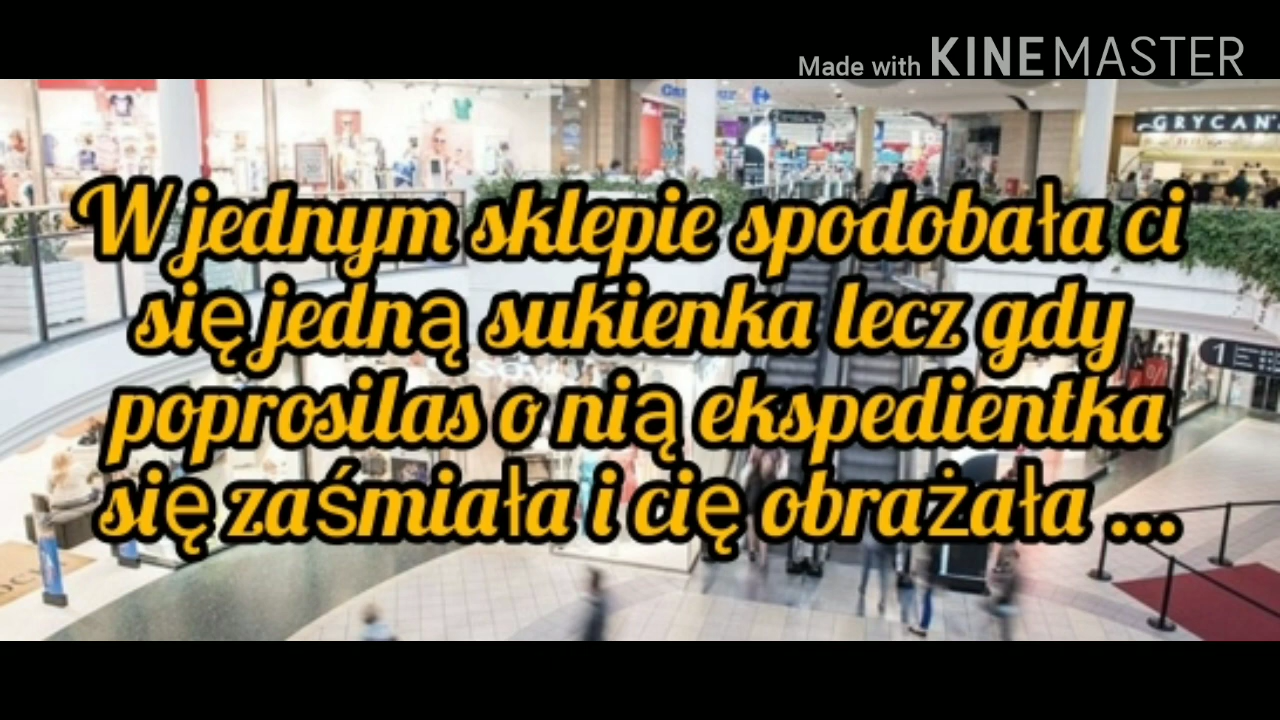 Made with KINEMASTER
GRYCAN
W jednym sklepie spodobała ci
się jedną sukienka lecz gdy
poprosilas o nią ekspedientka
się zaśmiała i cię obrażała ...
1